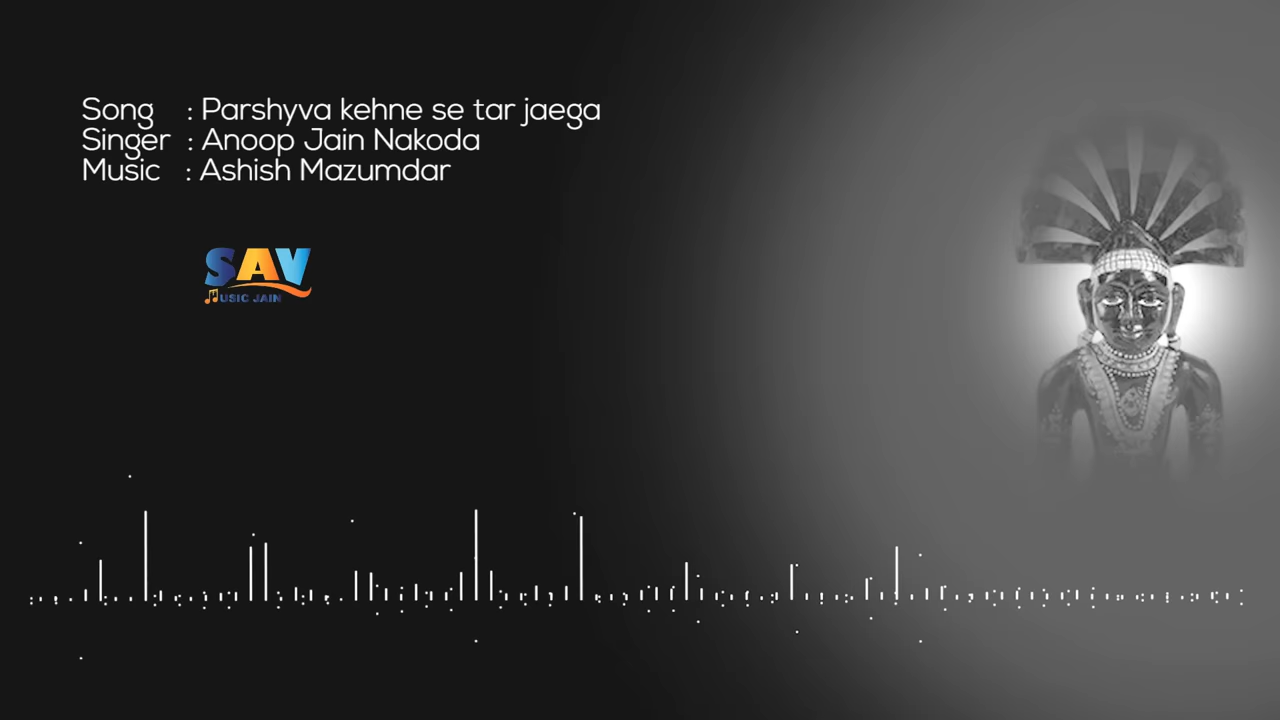 Song : Parshyva kehne se tar jaega
Singer : Anoop Jain Nakoda
Music : Ashish Mazumdar
SAV
MUSIC JAIN